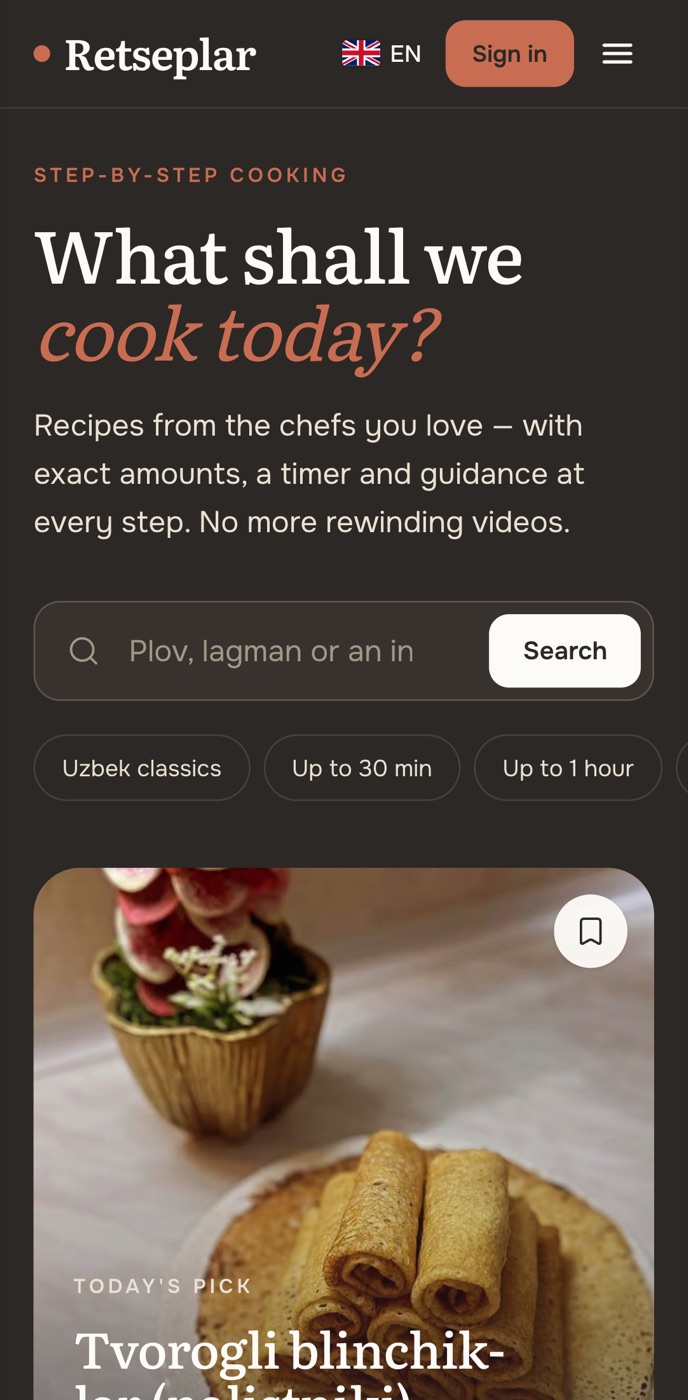 Retseplar
EN
Sign in
STEP-BY-STEP COOKING
What shall we
cook today?
Recipes from the chefs you love — with
exact amounts, a timer and guidance at
every step. No more rewinding videos.
Plov, lagman or an in
Search
Uzbek classics
Up to 30 min
Up to 1 hour
TODAY'S PICK
Tvorogli blinchik-
lar (nalistniki)